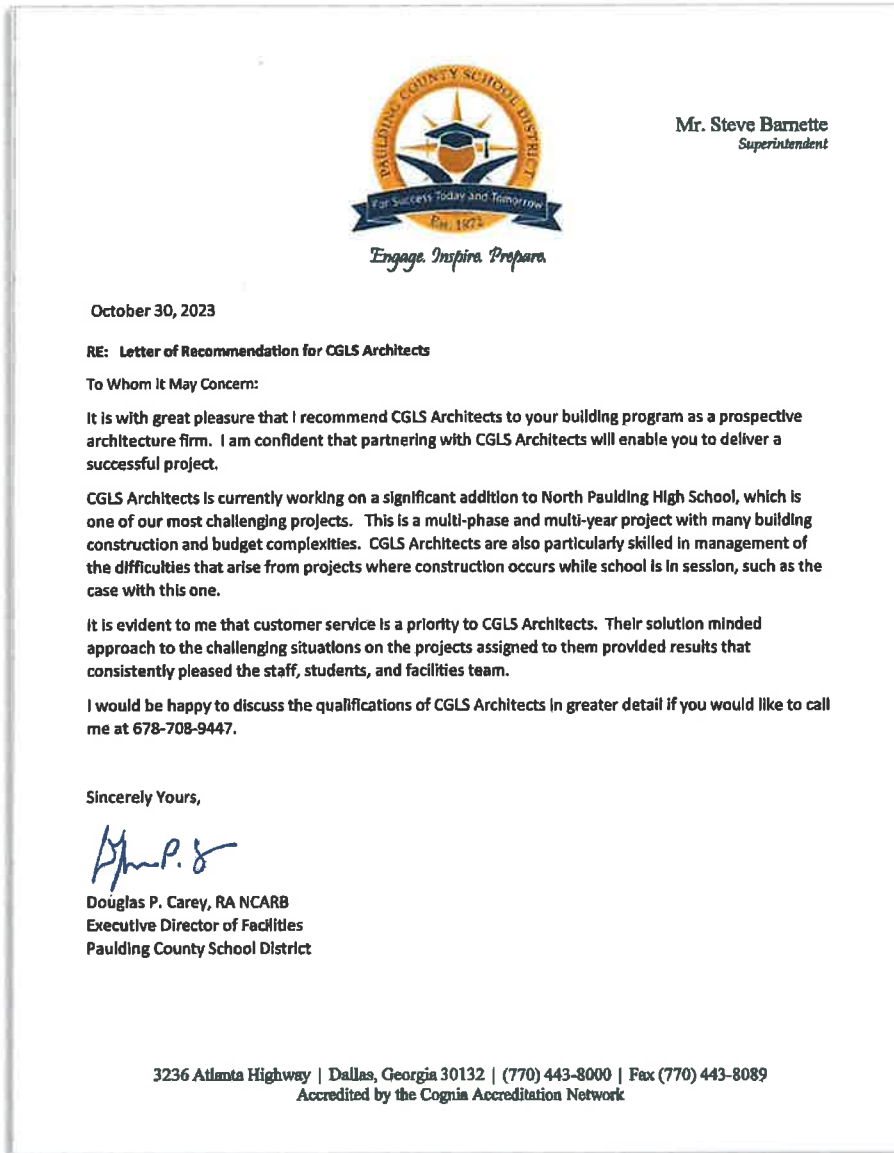 PAULDING COUNTY SCHOOL DISTRICT
For Success Today and Tomorrow
Est. 1871
Engage. Inspire. Prepare.
Mr. Steve Barnette
Superintendent
October 30, 2023
RE: Letter of Recommendation for CGLS Architects
To Whom It May Concern:
It is with great pleasure that I recommend CGLS Architects to your building program as a prospective
architecture firm. I am confident that partnering with CGLS Architects will enable you to deliver a
successful project.
CGLS Architects is currently working on a significant addition to North Paulding High School, which is
one of our most challenging projects. This is a multi-phase and multi-year project with many building
construction and budget complexities. CGLS Architects are also particularly skilled in management of
the difficulties that arise from projects where construction occurs while school is in session, such as the
case with this one.
It is evident to me that customer service is a priority to CGLS Architects. Their solution minded
approach to the challenging situations on the projects assigned to them provided results that
consistently pleased the staff, students, and facilities team.
I would be happy to discuss the qualifications of CGLS Architects in greater detail if you would like to call
me at 678-708-9447.
Sincerely Yours,
Douglas P. Carey, RA NCARB
Executive Director of Facilities
Paulding County School District
3236 Atlanta Highway | Dallas, Georgia 30132 | (770) 443-8000 | Fax (770) 443-8089
Accredited by the Cognia Accreditation Network